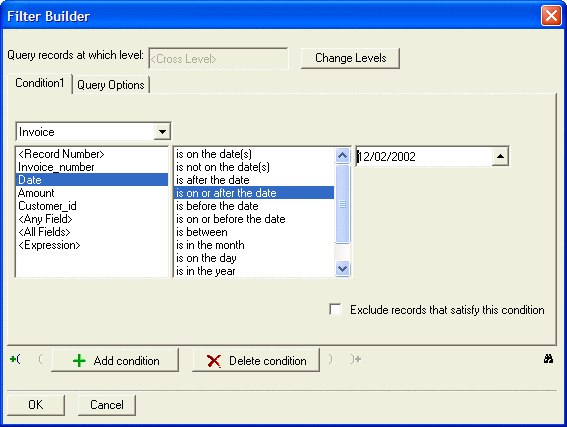 Filter Builder
Query records at which level: <Cross Level> Change Levels
Condition1 Query Options
Invoice
<Record Number>
Invoice_number
Date
Amount
Customer_id
<Any Field>
<All Fields>
<Expression>
is on the date(s)
is not on the date(s)
is after the date
is on or after the date
is before the date
is on or before the date
is between
is in the month
is on the day
is in the year
12/02/2002
Exclude records that satisfy this condition
+( ( Add condition Delete condition ) )+
OK Cancel